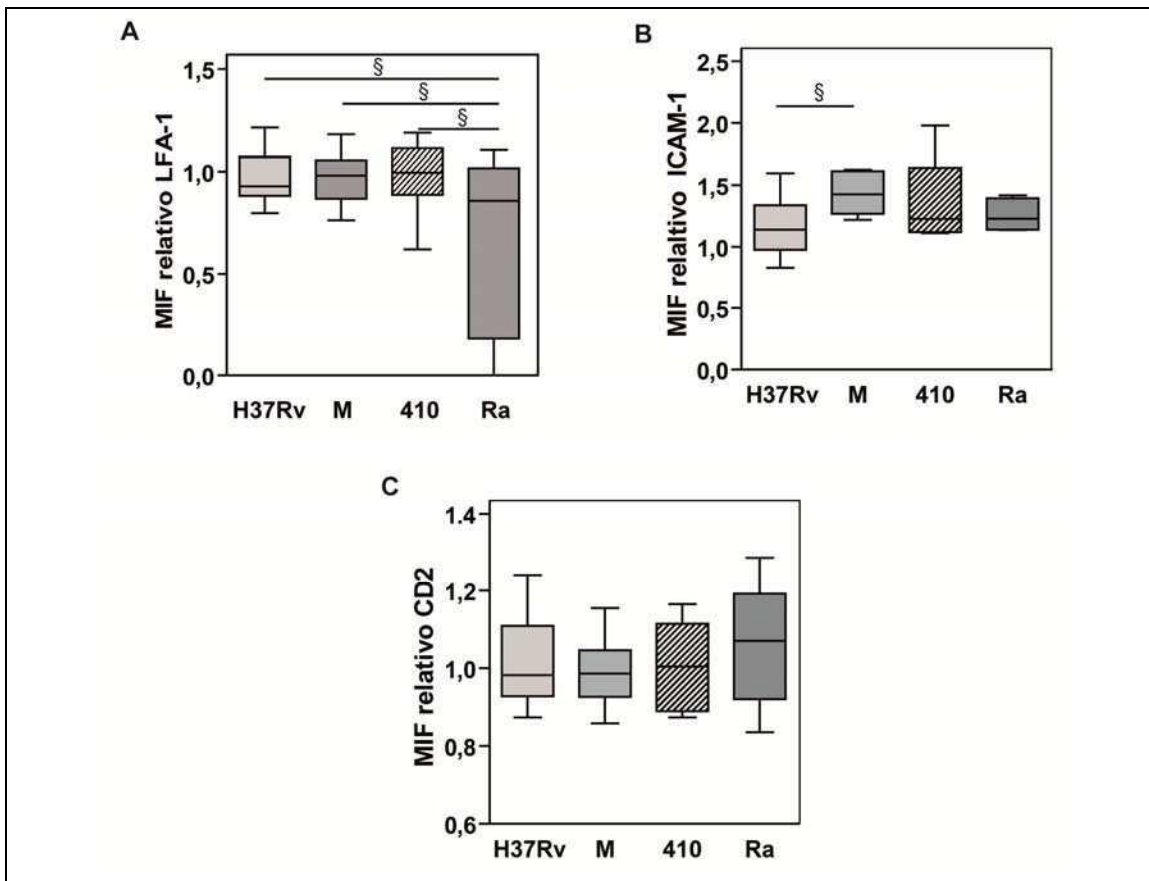 A
MIF relativo LFA-1
1,5
1,0
0,5
0,0
§
§
§
H37Rv M 410 Ra
B
MIF relaltivo ICAM-1
2,5
2,0
1,5
1,0
0,5
0,0
§
H37Rv M 410 Ra
C
MIF relativo CD2
1.4
1,2
1,0
0,8
0,6
H37Rv M 410 Ra